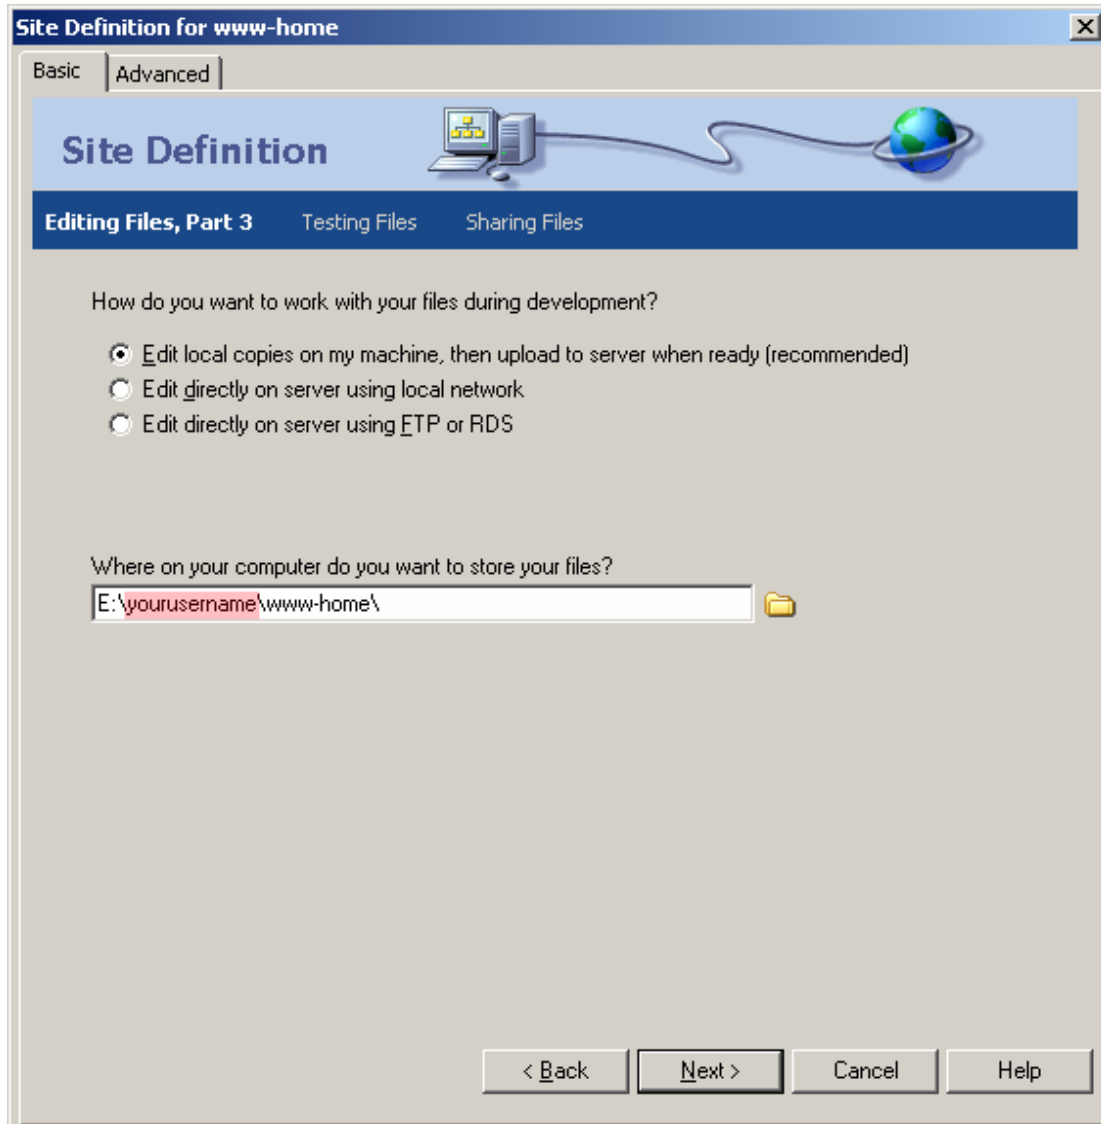 Site Definition for www-home
Basic Advanced
Site Definition
Editing Files, Part 3 Testing Files Sharing Files
How do you want to work with your files during development?
Edit local copies on my machine, then upload to server when ready (recommended)
Edit directly on server using local network
Edit directly on server using FTP or RDS
Where on your computer do you want to store your files?
E:\yourusername\www-home\
< Back Next > Cancel Help